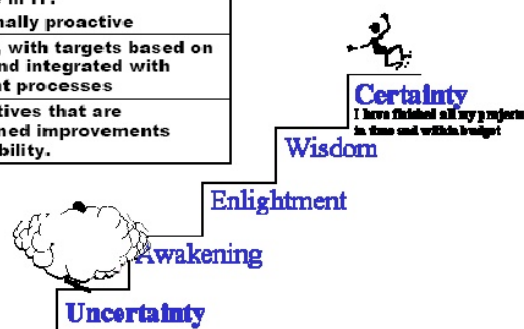 nally proactive
, with targets based on
nd integrated with
nt processes
tives that are
ned improvements
bility.
Certainty
I have finished all my projects
in time and within budget
Wisdom
Enlightment
Awakening
Uncertainty